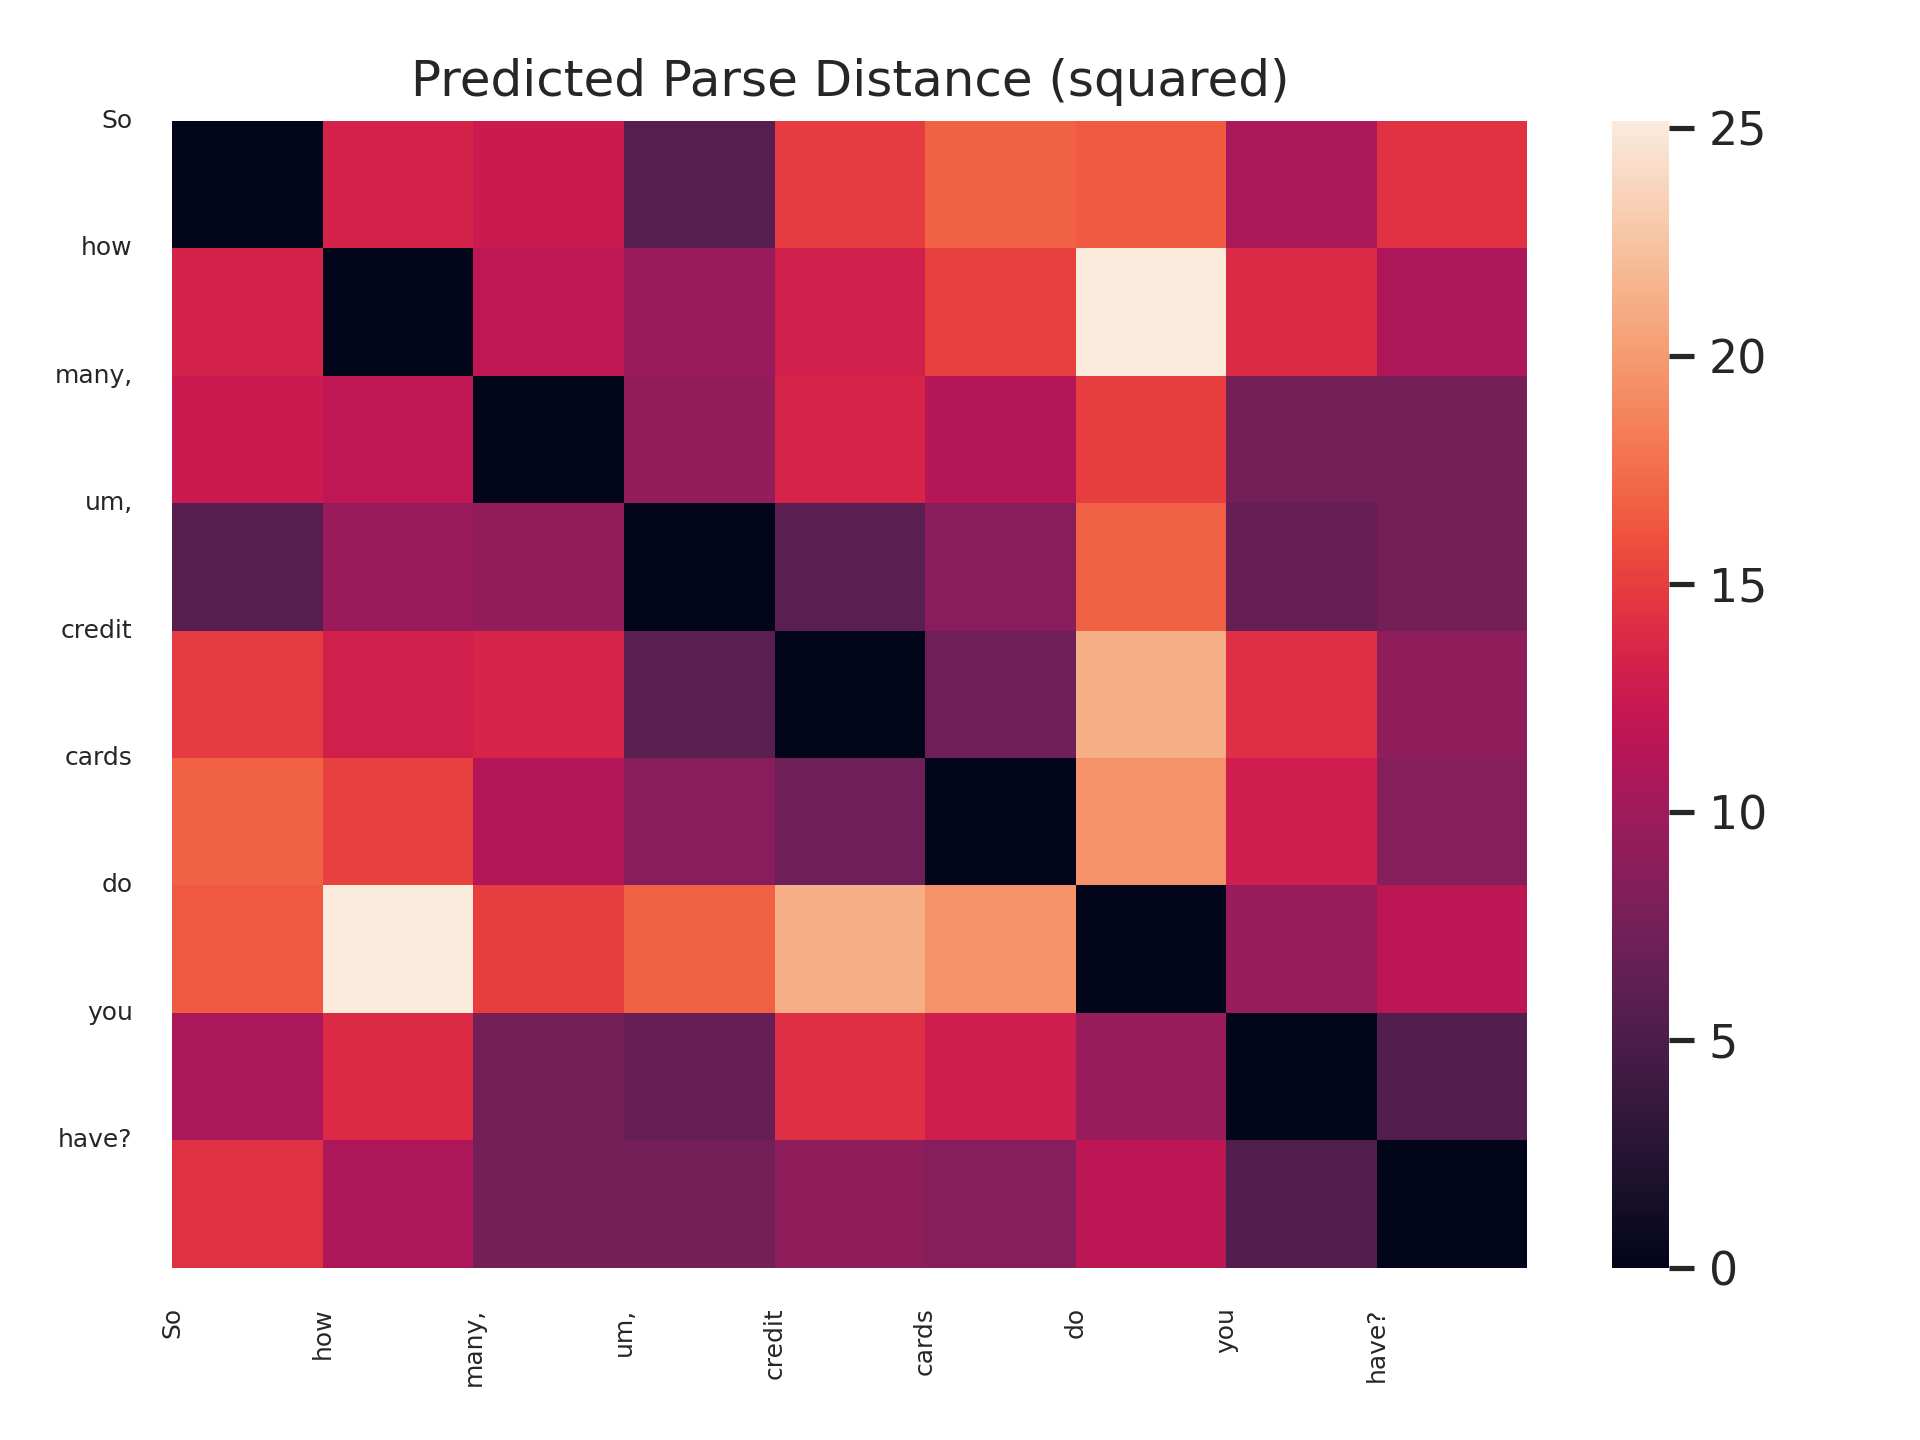 Predicted Parse Distance (squared)
So
how
many,
um,
credit
cards
do
you
have?
25
20
15
10
5
0
So
how
many,
um,
credit
cards
do
you
have?